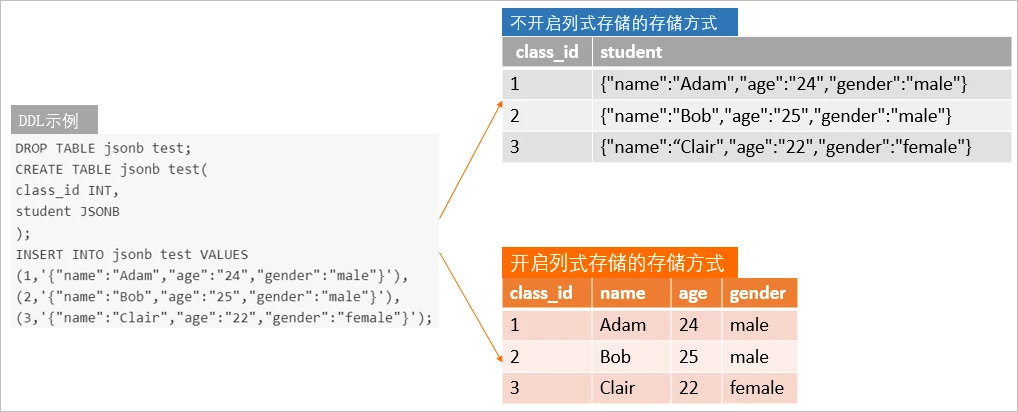 DDL示例
DROP TABLE jsonb test;
CREATE TABLE jsonb test(
class_id INT,
student JSONB
);
INSERT INTO jsonb test VALUES
(1,'{"name":"Adam","age":"24","gender":"male"}'),
(2,'{"name":"Bob","age":"25","gender":"male"}'),
(3,'{"name":"Clair","age":"22","gender":"female"}');
不开启列式存储的存储方式
class_id student
1 {"name":"Adam","age":"24","gender":"male"}
2 {"name":"Bob","age":"25","gender":"male"}
3 {"name":“Clair","age":"22","gender":"female"}
开启列式存储的存储方式
class_id name age gender
1 Adam 24 male
2 Bob 25 male
3 Clair 22 female